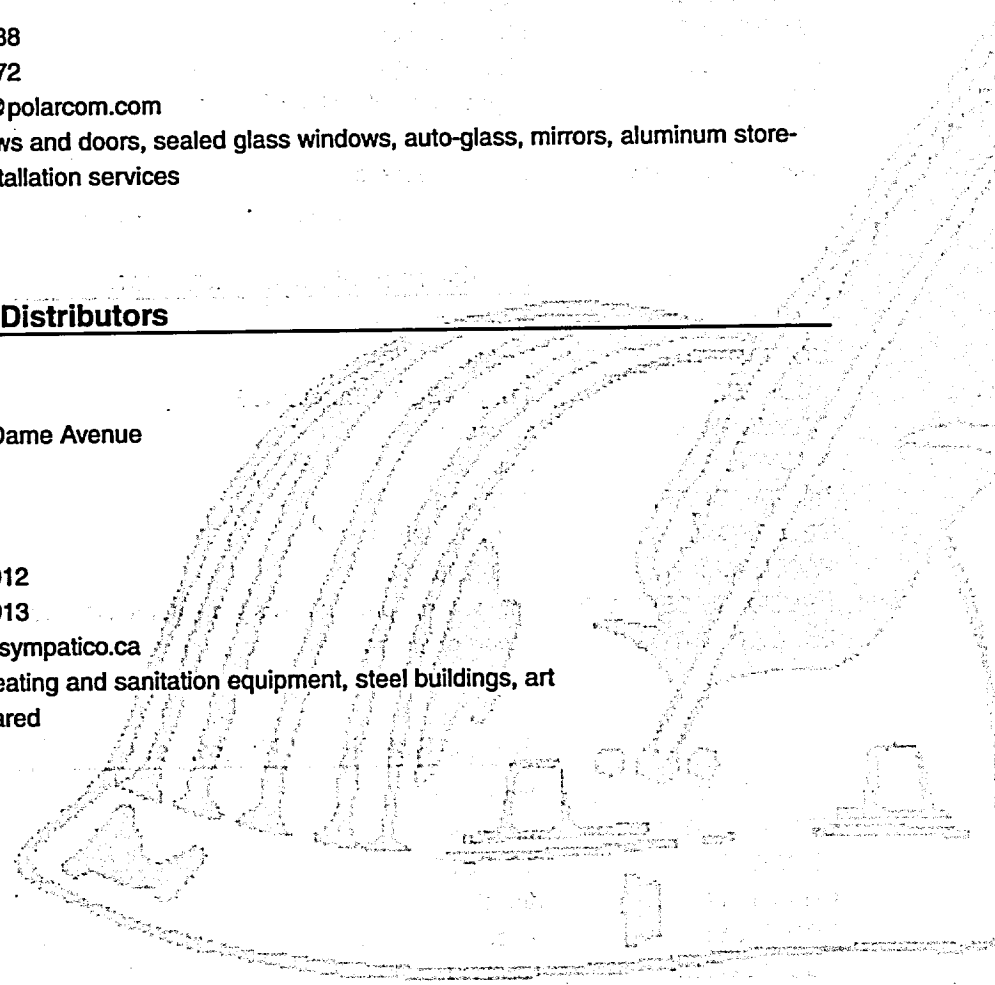 38
72
@polarcom.com
ws and doors, sealed glass windows, auto-glass, mirrors, aluminum store-
tallation services
Distributors
Dame Avenue
912
913
sympatico.ca
eating and sanitation equipment, steel buildings, art
ared